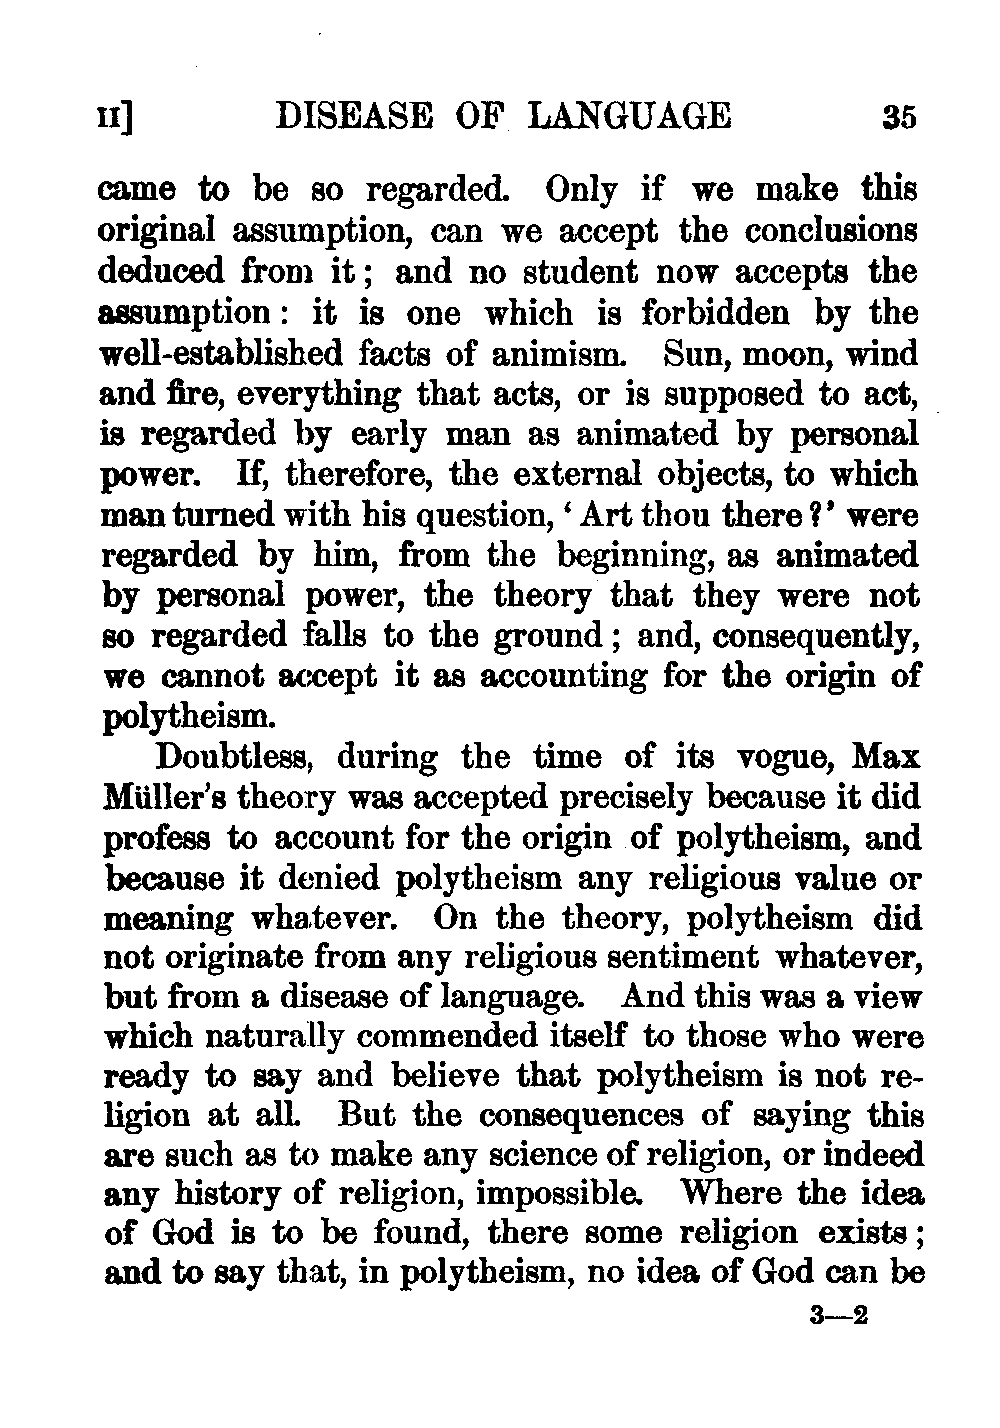 II] DISEASE OF LANGUAGE 35
came to be so regarded. Only if we make this
original assumption, can we accept the conclusions
deduced from it; and no student now accepts the
assumption: it is one which is forbidden by the
well-established facts of animism. Sun, moon, wind
and fire, everything that acts, or is supposed to act,
is regarded by early man as animated by personal
power. If, therefore, the external objects, to which
man turned with his question, ‘Art thou there?’ were
regarded by him, from the beginning, as animated
by personal power, the theory that they were not
so regarded falls to the ground; and, consequently,
we cannot accept it as accounting for the origin of
polytheism.
Doubtless, during the time of its vogue, Max
Müller's theory was accepted precisely because it did
profess to account for the origin of polytheism, and
because it denied polytheism any religious value or
meaning whatever. On the theory, polytheism did
not originate from any religious sentiment whatever,
but from a disease of language. And this was a view
which naturally commended itself to those who were
ready to say and believe that polytheism is not re-
ligion at all. But the consequences of saying this
are such as to make any science of religion, or indeed
any history of religion, impossible. Where the idea
of God is to be found, there some religion exists;
and to say that, in polytheism, no idea of God can be
3—2